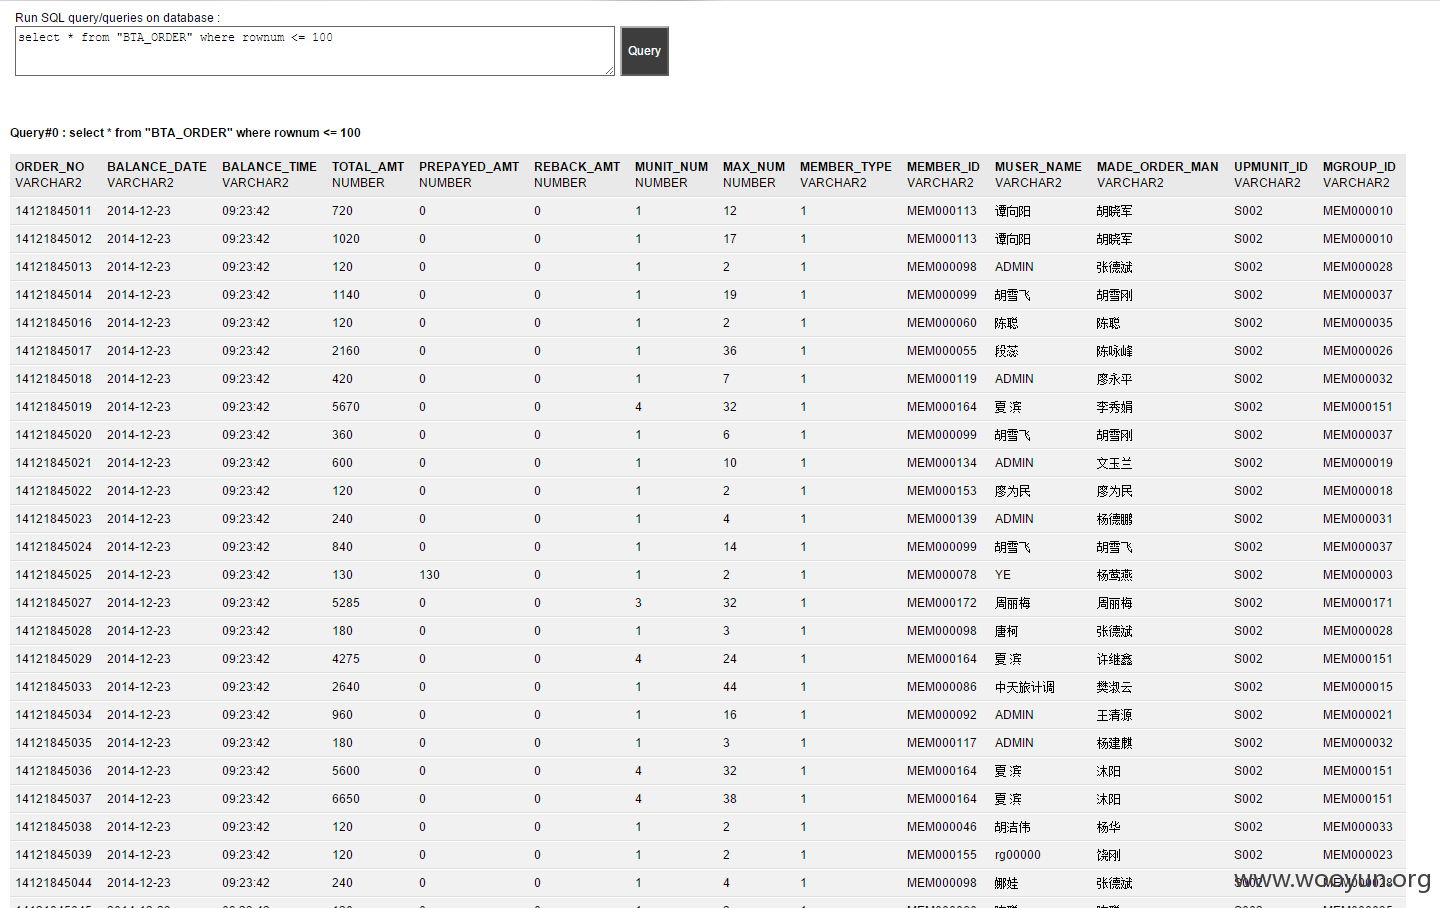 Run SQL query/queries on database :
select * from "BTA_ORDER" where rownum <= 100
Query
Query#0 : select * from "BTA_ORDER" where rownum <= 100
ORDER_NO BALANCE_DATE BALANCE_TIME TOTAL_AMT PREPAYED_AMT REBACK_AMT MUNIT_NUM MAX_NUM MEMBER_TYPE MEMBER_ID MUSER_NAME MADE_ORDER_MAN UPMUNIT_ID MGROUP_ID
VARCHAR2 VARCHAR2 VARCHAR2 NUMBER NUMBER NUMBER NUMBER NUMBER VARCHAR2 VARCHAR2 VARCHAR2 VARCHAR2 VARCHAR2 VARCHAR2
14121845011 2014-12-23 09:23:42 720 0 0 1 12 1 MEM000113 谭向阳 胡晓军 S002 MEM000010
14121845012 2014-12-23 09:23:42 1020 0 0 1 17 1 MEM000113 谭向阳 胡晓军 S002 MEM000010
14121845013 2014-12-23 09:23:42 120 0 0 1 2 1 MEM000098 ADMIN 张德斌 S002 MEM000028
14121845014 2014-12-23 09:23:42 1140 0 0 1 19 1 MEM000099 胡雪飞 胡雪刚 S002 MEM000037
14121845016 2014-12-23 09:23:42 120 0 0 1 2 1 MEM000060 陈聪 陈聪 S002 MEM000035
14121845017 2014-12-23 09:23:42 2160 0 0 1 36 1 MEM000055 段蕊 陈咏峰 S002 MEM000026
14121845018 2014-12-23 09:23:42 420 0 0 1 7 1 MEM000119 ADMIN 廖永平 S002 MEM000032
14121845019 2014-12-23 09:23:42 5670 0 0 4 32 1 MEM000164 夏 滨 李秀娟 S002 MEM000151
14121845020 2014-12-23 09:23:42 360 0 0 1 6 1 MEM000099 胡雪飞 胡雪刚 S002 MEM000037
14121845021 2014-12-23 09:23:42 600 0 0 1 10 1 MEM000134 ADMIN 文玉兰 S002 MEM000019
14121845022 2014-12-23 09:23:42 120 0 0 1 2 1 MEM000153 廖为民 廖为民 S002 MEM000018
14121845023 2014-12-23 09:23:42 240 0 0 1 4 1 MEM000139 ADMIN 杨德鹏 S002 MEM000031
14121845024 2014-12-23 09:23:42 840 0 0 1 14 1 MEM000099 胡雪飞 胡雪飞 S002 MEM000037
14121845025 2014-12-23 09:23:42 130 130 0 1 2 1 MEM000078 YE 杨莺燕 S002 MEM000003
14121845027 2014-12-23 09:23:42 5285 0 0 3 32 1 MEM000172 周丽梅 周丽梅 S002 MEM000171
14121845028 2014-12-23 09:23:42 180 0 0 1 3 1 MEM000098 唐柯 张德斌 S002 MEM000028
14121845029 2014-12-23 09:23:42 4275 0 0 4 24 1 MEM000164 夏 滨 许继鑫 S002 MEM000151
14121845033 2014-12-23 09:23:42 2640 0 0 1 44 1 MEM000086 中天旅计调 樊淑云 S002 MEM000015
14121845034 2014-12-23 09:23:42 960 0 0 1 16 1 MEM000092 ADMIN 王清源 S002 MEM000021
14121845035 2014-12-23 09:23:42 180 0 0 1 3 1 MEM000117 ADMIN 杨建麒 S002 MEM000032
14121845036 2014-12-23 09:23:42 5600 0 0 4 32 1 MEM000164 夏 滨 沐阳 S002 MEM000151
14121845037 2014-12-23 09:23:42 6650 0 0 4 38 1 MEM000164 夏 滨 沐阳 S002 MEM000151
14121845038 2014-12-23 09:23:42 120 0 0 1 2 1 MEM000046 胡洁伟 杨华 S002 MEM000033
14121845039 2014-12-23 09:23:42 120 0 0 1 2 1 MEM000155 rg00000 饶刚 S002 MEM000023
14121845044 2014-12-23 09:23:42 240 0 0 1 4 1 MEM000098 娜娃 张德斌 S002 MEM000028
www.wooyun.org